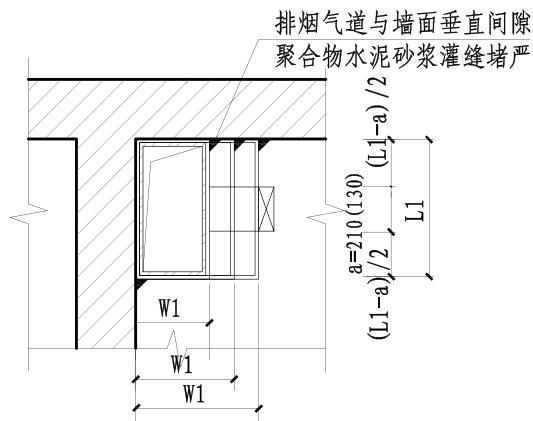 排烟气道与墙面垂直间隙
聚合物水泥砂浆灌缝堵严
(L1-a)/2
a=210(130)
(L1-a)/2
L1
W1
W1
W1